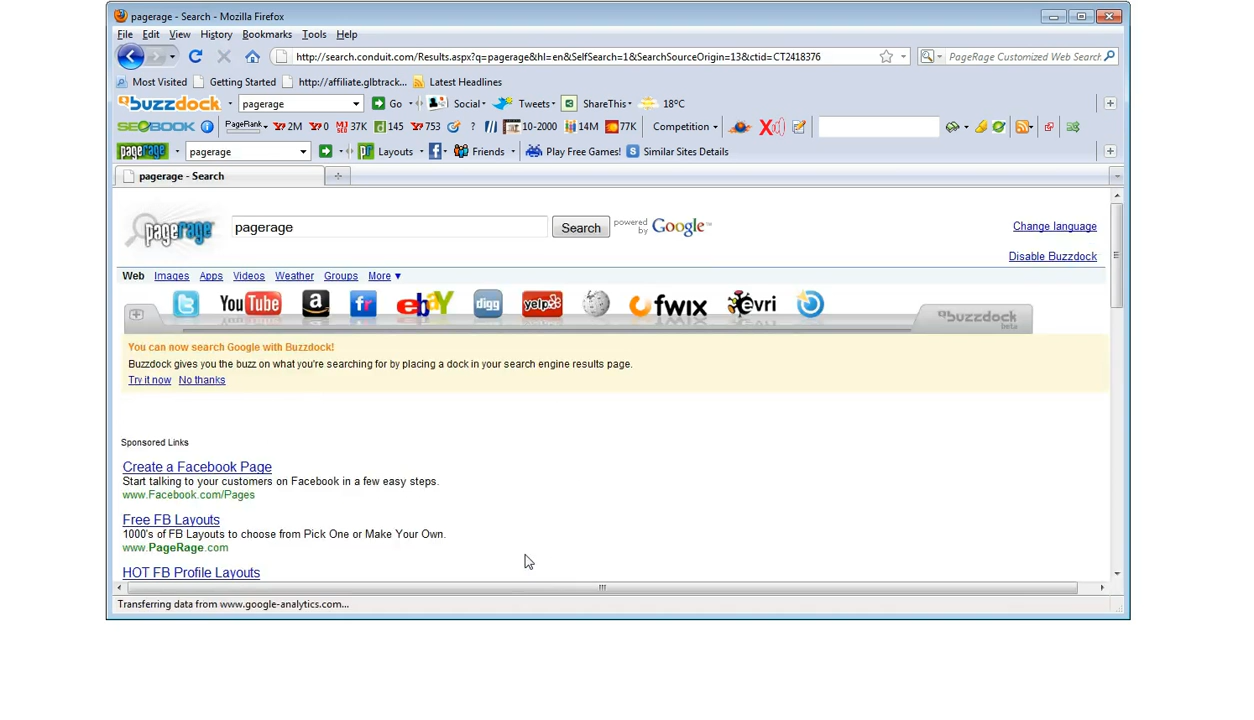 pagerage - Search - Mozilla Firefox
File Edit View History Bookmarks Tools Help
http://search.conduit.com/Results.aspx?q=pagerage&hl=en&SelfSearch=1&SearchSourceOrigin=13&ctid=CT2418376 PageRage Customized Web Search
Most Visited Getting Started http://affiliate.glbtrack... Latest Headlines
buzzdock pagerage Go Social Tweets ShareThis 18°C
SEOBOOK PageRank 2M 0 37K 145 753 ? 10-2000 14M 77K Competition
pagerage pagerage Layouts Friends Play Free Games! Similar Sites Details
pagerage - Search
pagerage pagerage Search powered by Google™ Change language
Disable Buzzdock
Web Images Apps Videos Weather Groups More ▼
You Tube a ebY digg yelp fwix evri
buzzdock beta
You can now search Google with Buzzdock!
Buzzdock gives you the buzz on what you're searching for by placing a dock in your search engine results page.
Try it now No thanks
Sponsored Links
Create a Facebook Page
Start talking to your customers on Facebook in a few easy steps.
www.Facebook.com/Pages
Free FB Layouts
1000's of FB Layouts to choose from Pick One or Make Your Own.
www.PageRage.com
HOT FB Profile Layouts
Transferring data from www.google-analytics.com...